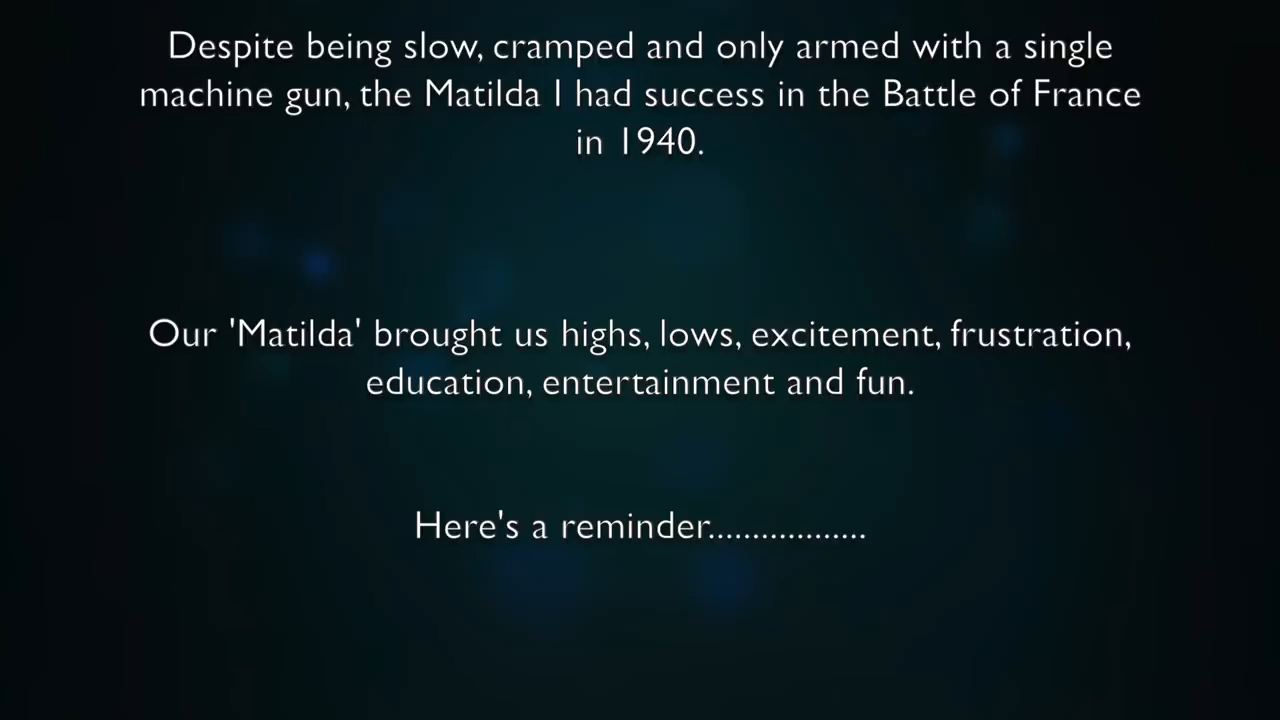 Despite being slow, cramped and only armed with a single
machine gun, the Matilda I had success in the Battle of France
in 1940.
Our 'Matilda' brought us highs, lows, excitement, frustration,
education, entertainment and fun.
Here's a reminder..................